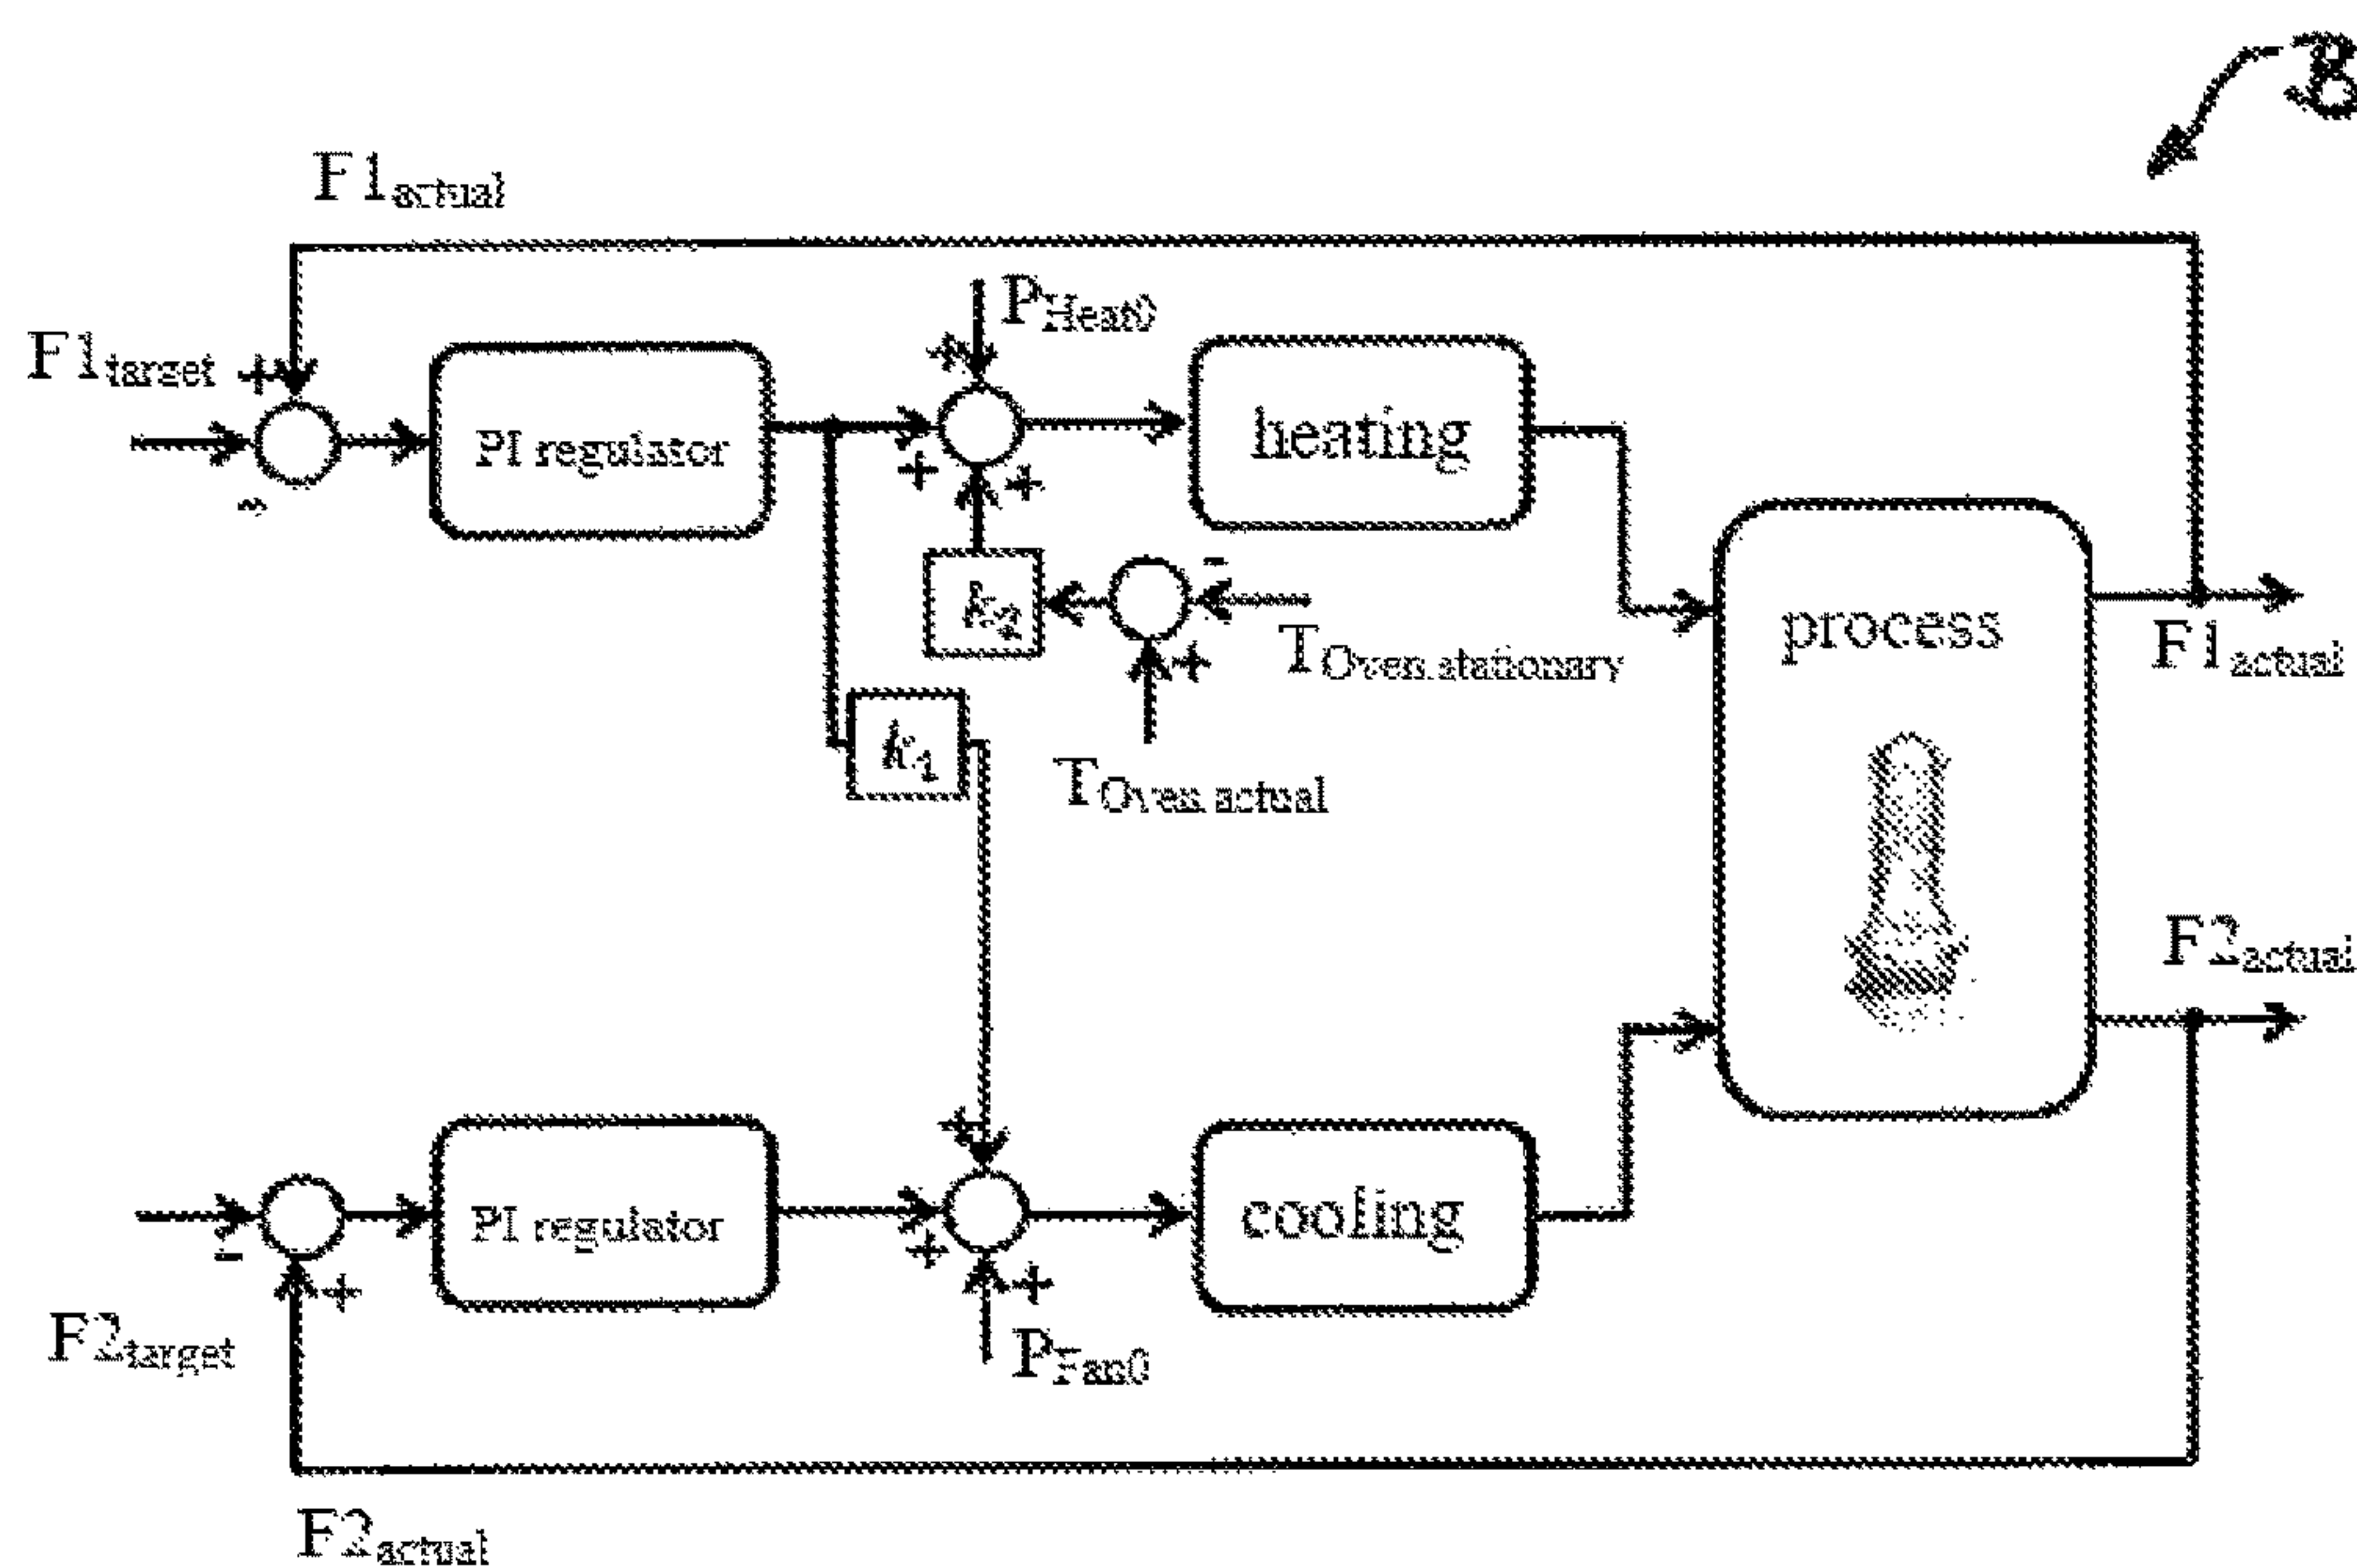 8
F1actual
PHeat0
F1target
+
+
PI regulator
heating
-
+
+
k2
-
process
+
TOven stationary
F1actual
k1
TOven actual
F2actual
+
PI regulator
cooling
-
+
+
+
F2target
PFan0
F2actual